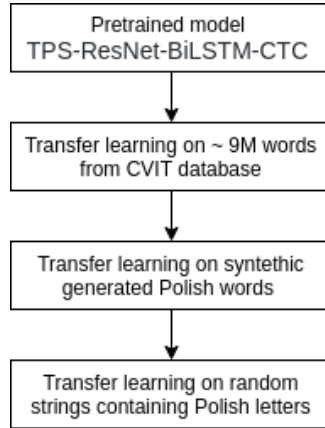 Pretrained model
TPS-ResNet-BiLSTM-CTC
Transfer learning on ~ 9M words
from CVIT database
Transfer learning on syntethic
generated Polish words
Transfer learning on random
strings containing Polish letters